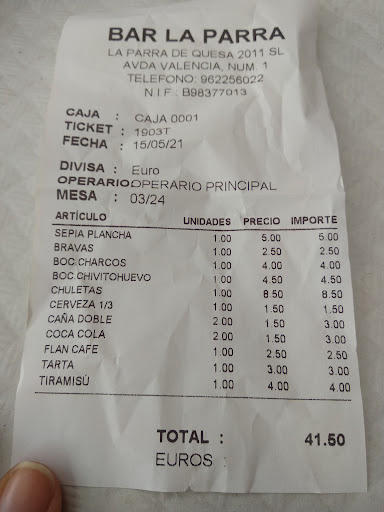 BAR LA PARRA
LA PARRA DE QUESA 2011 SL
AVDA VALENCIA, NUM. 1
TELEFONO: 962256022
N I F : B98377013
CAJA : CAJA 0001
TICKET : 1903T
FECHA : 15/05/21
DIVISA : Euro
OPERARIO:OPERARIO PRINCIPAL
MESA : 03/24
ARTÍCULO UNIDADES PRECIO IMPORTE
SEPIA PLANCHA 1.00 5.00 5.00
BRAVAS 1.00 2.50 2.50
BOC.CHARCOS 1.00 4.00 4.00
BOC.CHIVITOHUEVO 1.00 4.50 4.50
CHULETAS 1.00 8.50 8.50
CERVEZA 1/3 1.00 1.50 1.50
CAÑA DOBLE 2.00 1.50 3.00
COCA COLA 2.00 1.50 3.00
FLAN CAFE 1.00 2.50 2.50
TARTA 1.00 3.00 3.00
TIRAMISÚ 1.00 4.00 4.00
TOTAL : 41.50
EUROS :